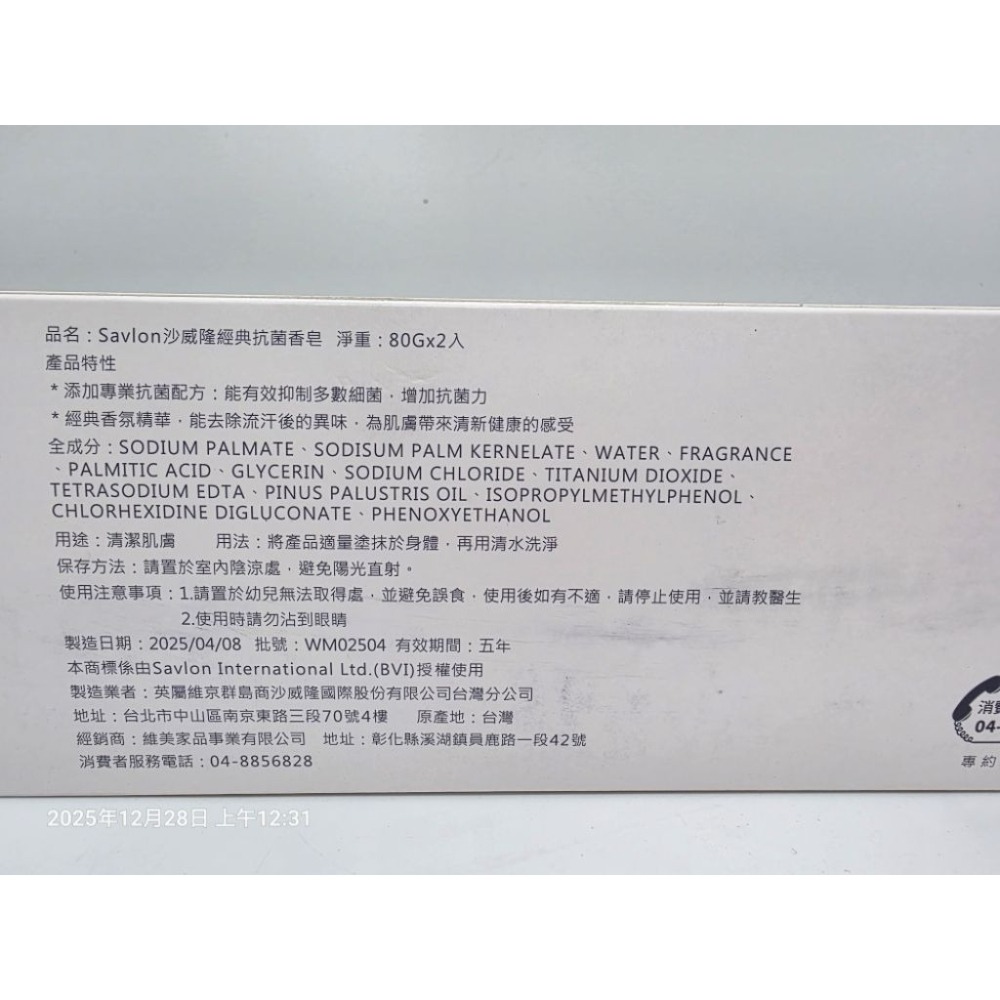 品名：Savlon沙威隆經典抗菌香皂 淨重：80Gx2入
產品特性
*添加專業抗菌配方：能有效抑制多數細菌，增加抗菌力
*經典香氛精華，能去除流汗後的異味，為肌膚帶來清新健康的感受
全成分：SODIUM PALMATE、SODISUM PALM KERNELATE、WATER、FRAGRANCE
、PALMITIC ACID、GLYCERIN、SODIUM CHLORIDE、TITANIUM DIOXIDE、
TETRASODIUM EDTA、PINUS PALUSTRIS OIL、ISOPROPYLMETHYLPHENOL、
CHLORHEXIDINE DIGLUCONATE、PHENOXYETHANOL
用途：清潔肌膚 用法：將產品適量塗抹於身體，再用清水洗淨
保存方法：請置於室內陰涼處，避免陽光直射。
使用注意事項：1.請置於幼兒無法取得處，並避免誤食，使用後如有不適，請停止使用，並請教醫生
2.使用時請勿沾到眼睛
製造日期：2025/04/08 批號：WM02504 有效期間：五年
本商標係由Savlon International Ltd.(BVI)授權使用
製造業者：英屬維京群島商沙威隆國際股份有限公司台灣分公司
地址：台北市中山區南京東路三段70號4樓 原產地：台灣
經銷商：維美家品事業有限公司 地址：彰化縣溪湖鎮員鹿路一段42號
消費者服務電話：04-8856828
消費
04-
專約
2025年12月28日 上午12:31